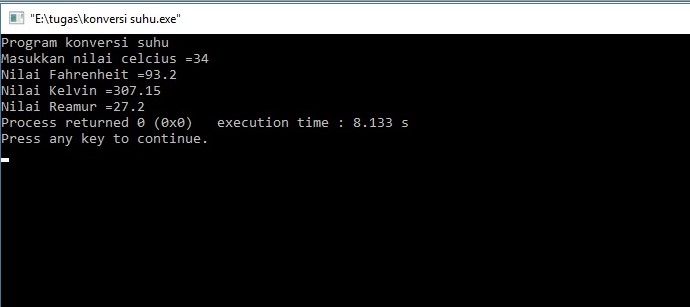 "E:\tugas\konversi suhu.exe"
Program konversi suhu
Masukkan nilai celcius =34
Nilai Fahrenheit =93.2
Nilai Kelvin =307.15
Nilai Reamur =27.2
Process returned 0 (0x0)   execution time : 8.133 s
Press any key to continue.